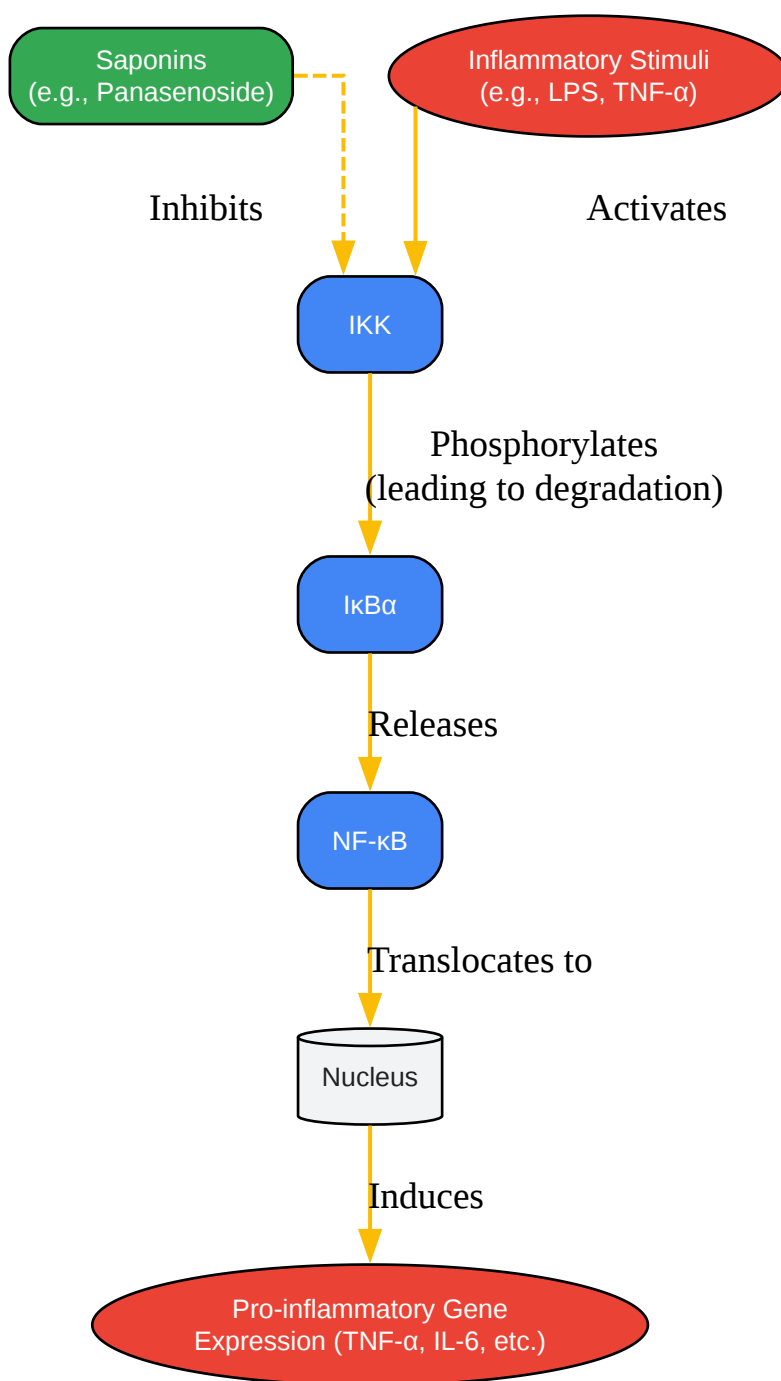 Saponins
(e.g., Panasenoside)
Inflammatory Stimuli
(e.g., LPS, TNF-α)
Inhibits
Activates
IKK
Phosphorylates
(leading to degradation)
IκBα
Releases
NF-κB
Translocates to
Nucleus
Induces
Pro-inflammatory Gene
Expression (TNF-α, IL-6, etc.)